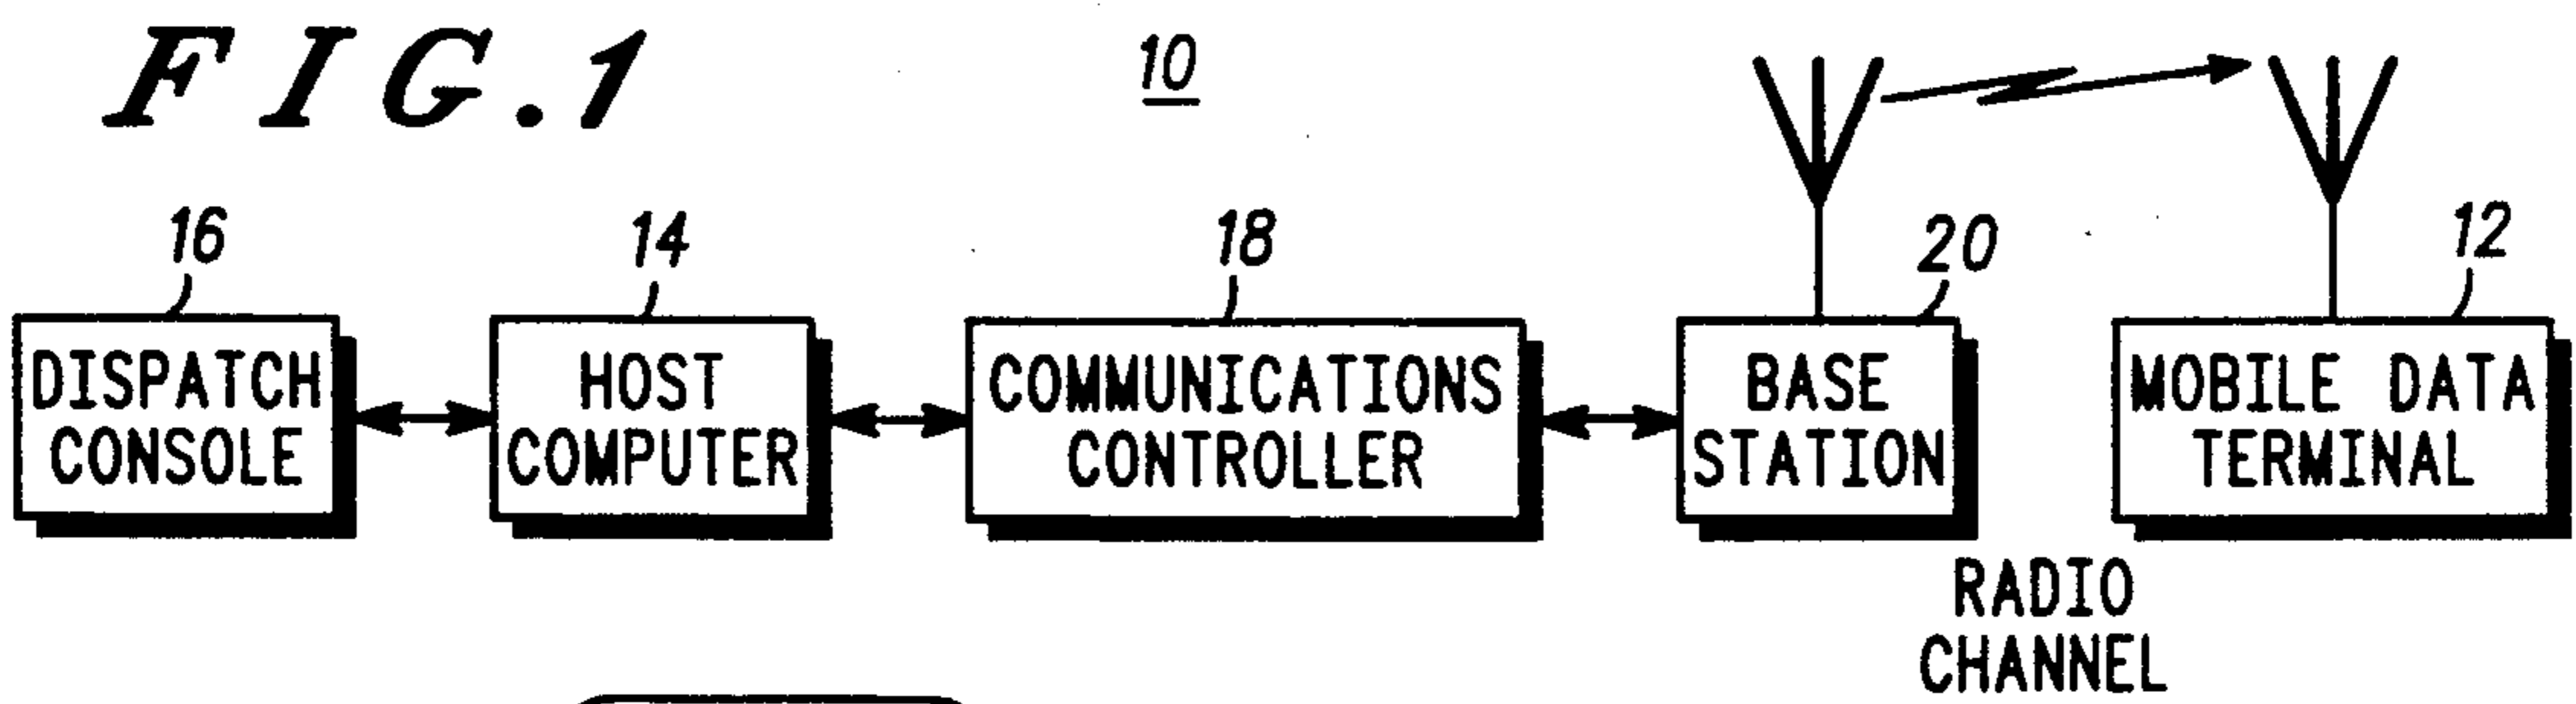 FIG.1
10
16
14
18
20
12
DISPATCH
CONSOLE
HOST
COMPUTER
COMMUNICATIONS
CONTROLLER
BASE
STATION
MOBILE DATA
TERMINAL
RADIO
CHANNEL